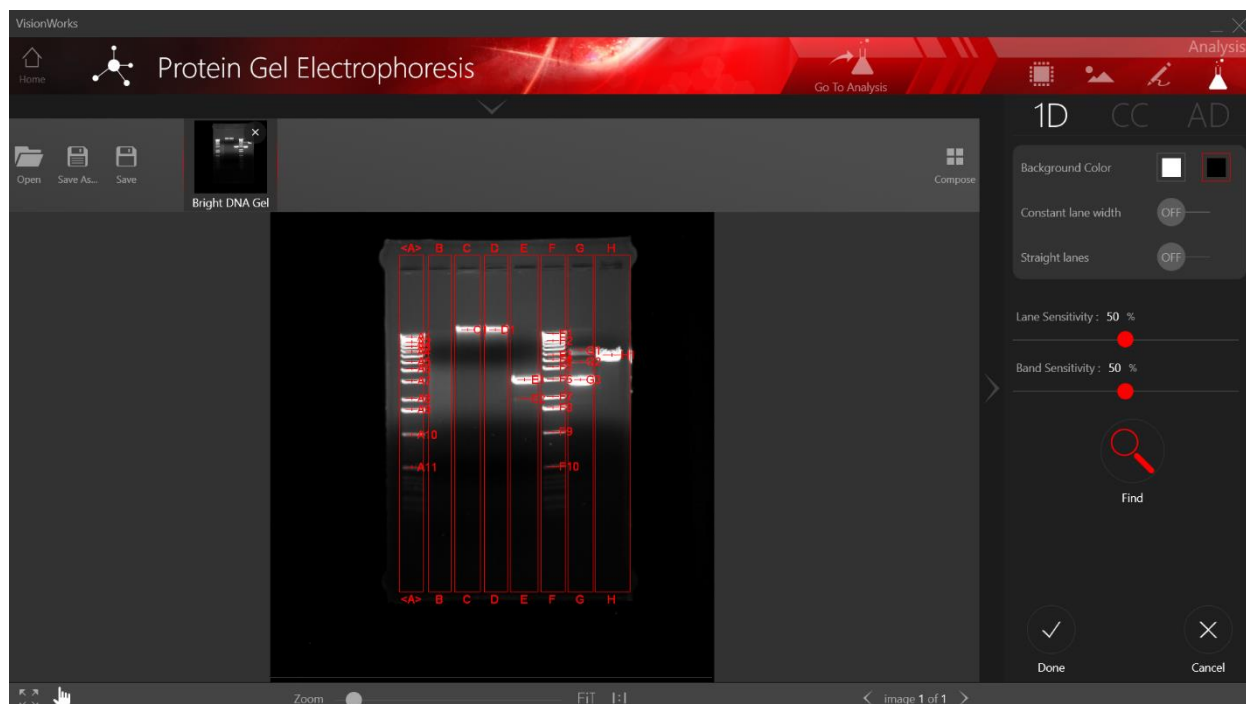 VisionWorks
Home
Protein Gel Electrophoresis
Go To Analysis
Analysis
Open
Save As...
Save
Bright DNA Gel
Compose
1D CC AD
Background Color
Constant lane width OFF
Straight lanes OFF
Lane Sensitivity : 50 %
Band Sensitivity : 50 %
Find
Done
Cancel
<A> B C D E F G H
A10 F9
A11 F10
<A> B C D E F G H
Zoom
FiT 1:1
image 1 of 1